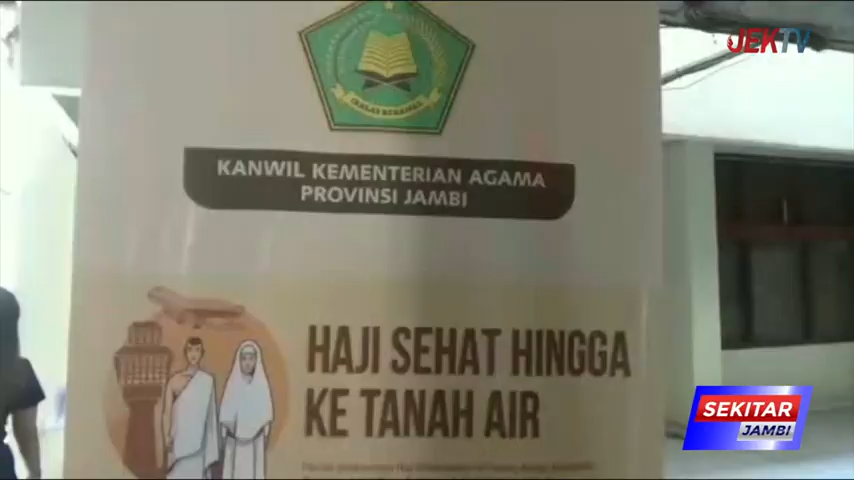 JEKTV
IKHLAS BERAMAL
KANWIL KEMENTERIAN AGAMA
PROVINSI JAMBI
HAJI SEHAT HINGGA
KE TANAH AIR
SEKITAR
JAMBI